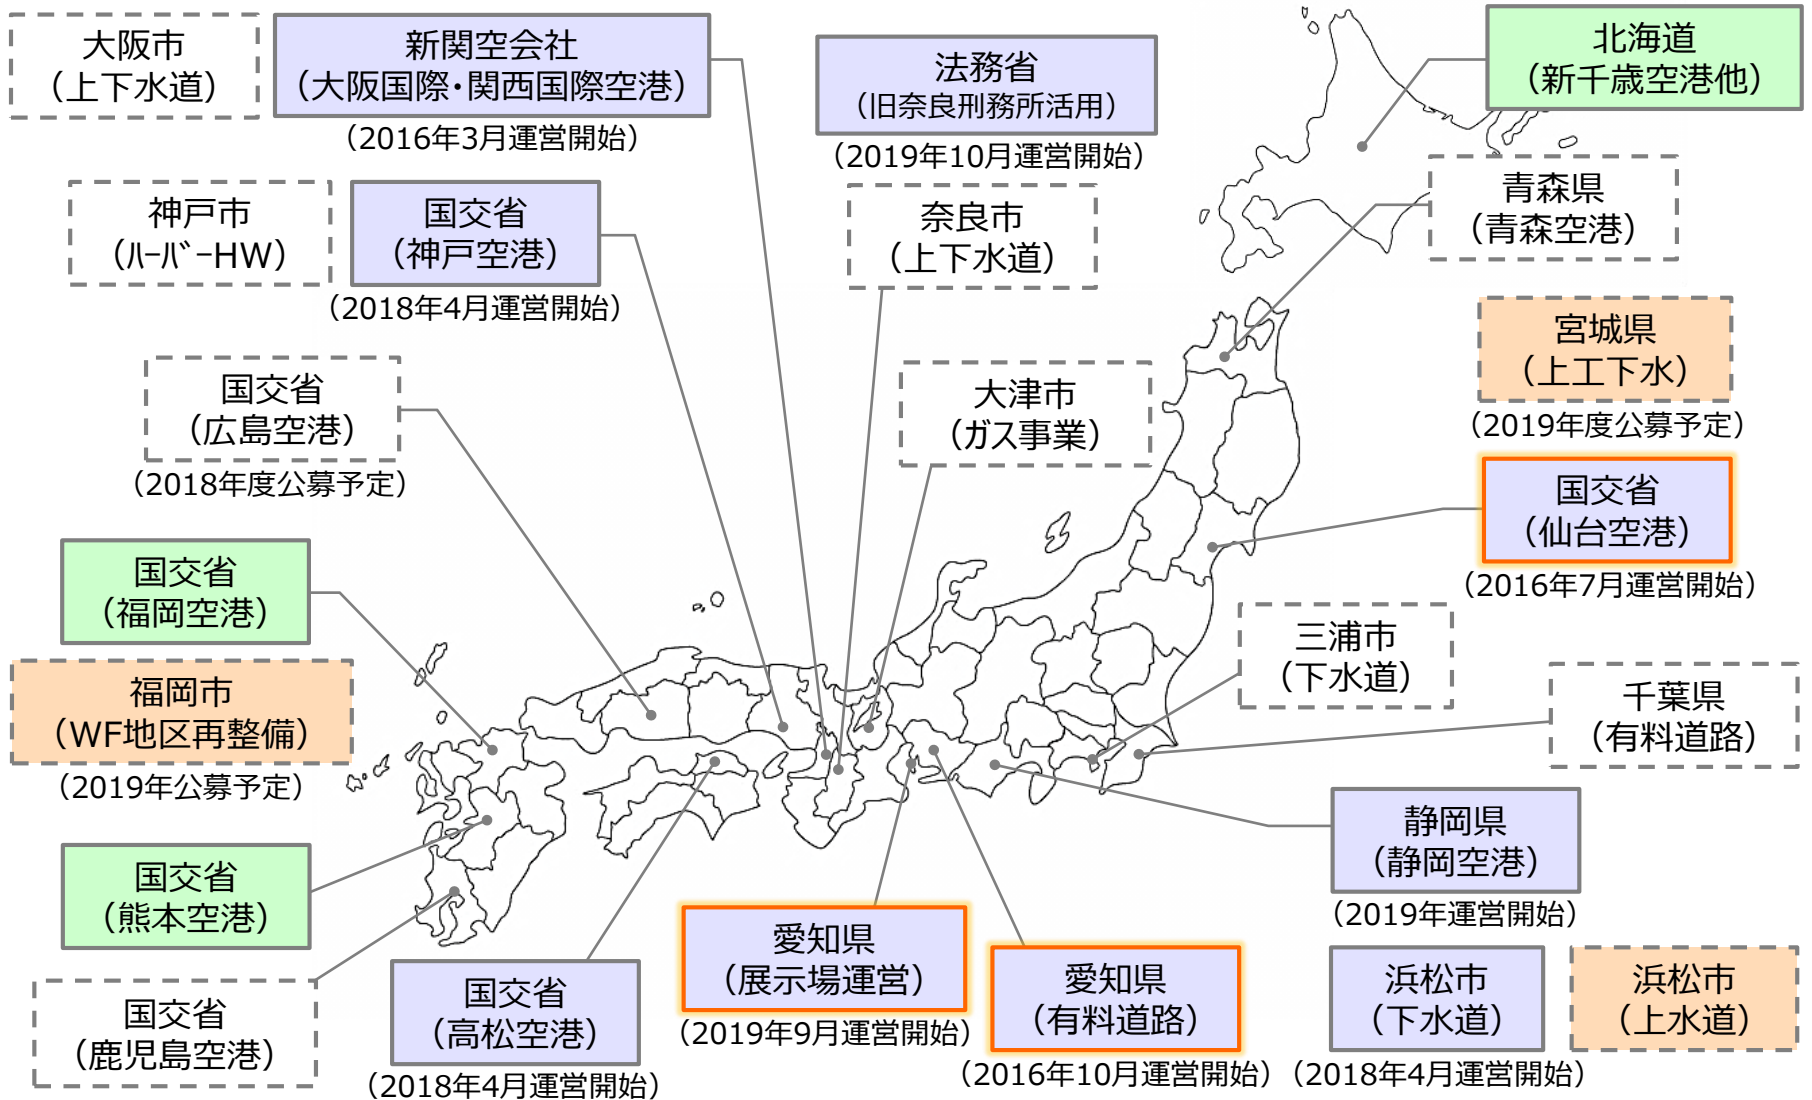 大阪市
（上下水道）
新関空会社
（大阪国際・関西国際空港）
（2016年3月運営開始）
法務省
（旧奈良刑務所活用）
（2019年10月運営開始）
北海道
（新千歳空港他）
神戸市
（ﾊｰﾊﾞｰHW）
国交省
（神戸空港）
（2018年4月運営開始）
奈良市
（上下水道）
青森県
（青森空港）
宮城県
（上工下水）
（2019年度公募予定）
国交省
（広島空港）
（2018年度公募予定）
大津市
（ガス事業）
国交省
（仙台空港）
（2016年7月運営開始）
国交省
（福岡空港）
三浦市
（下水道）
福岡市
（WF地区再整備）
（2019年公募予定）
千葉県
（有料道路）
静岡県
（静岡空港）
（2019年運営開始）
国交省
（熊本空港）
国交省
（鹿児島空港）
国交省
（高松空港）
（2018年4月運営開始）
愛知県
（展示場運営）
（2019年9月運営開始）
愛知県
（有料道路）
（2016年10月運営開始）
浜松市
（下水道）
（2018年4月運営開始）
浜松市
（上水道）